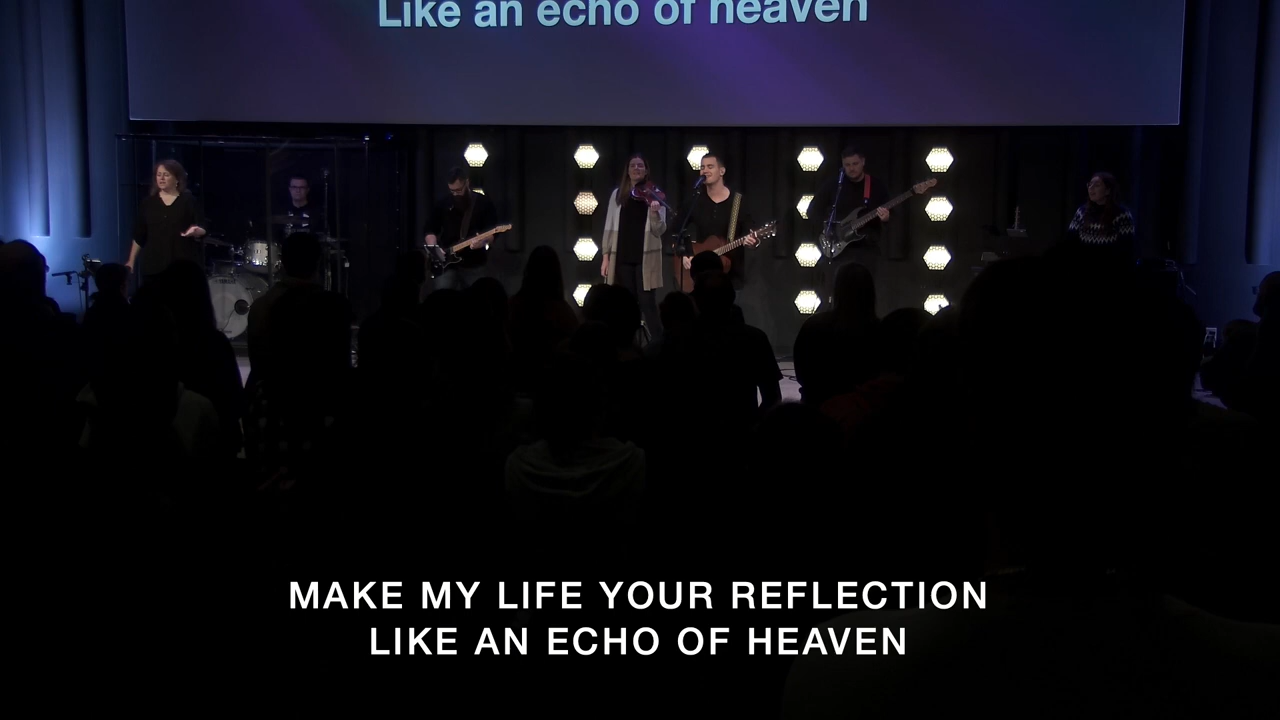 Like an echo of heaven
MAKE MY LIFE YOUR REFLECTION
LIKE AN ECHO OF HEAVEN